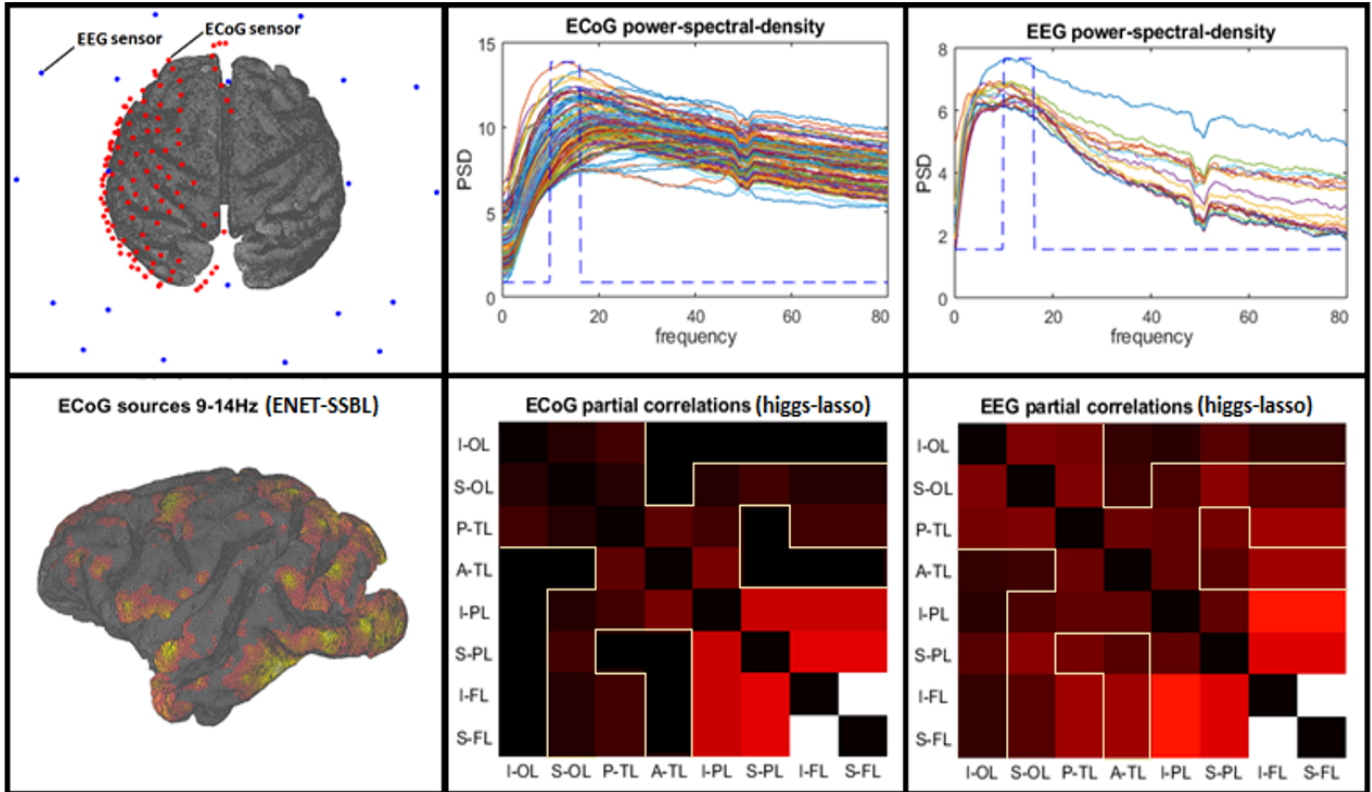 EEG sensor
ECoG sensor
ECoG power-spectral-density
15
10
5
0
PSD
0 20 40 60 80
frequency
EEG power-spectral-density
8
6
4
2
0
PSD
0 20 40 60 80
frequency
ECoG sources 9-14Hz (ENET-SSBL)
ECoG partial correlations (higgs-lasso)
I-OL
S-OL
P-TL
A-TL
I-PL
S-PL
I-FL
S-FL
I-OL S-OL P-TL A-TL I-PL S-PL I-FL S-FL
EEG partial correlations (higgs-lasso)
I-OL
S-OL
P-TL
A-TL
I-PL
S-PL
I-FL
S-FL
I-OL S-OL P-TL A-TL I-PL S-PL I-FL S-FL